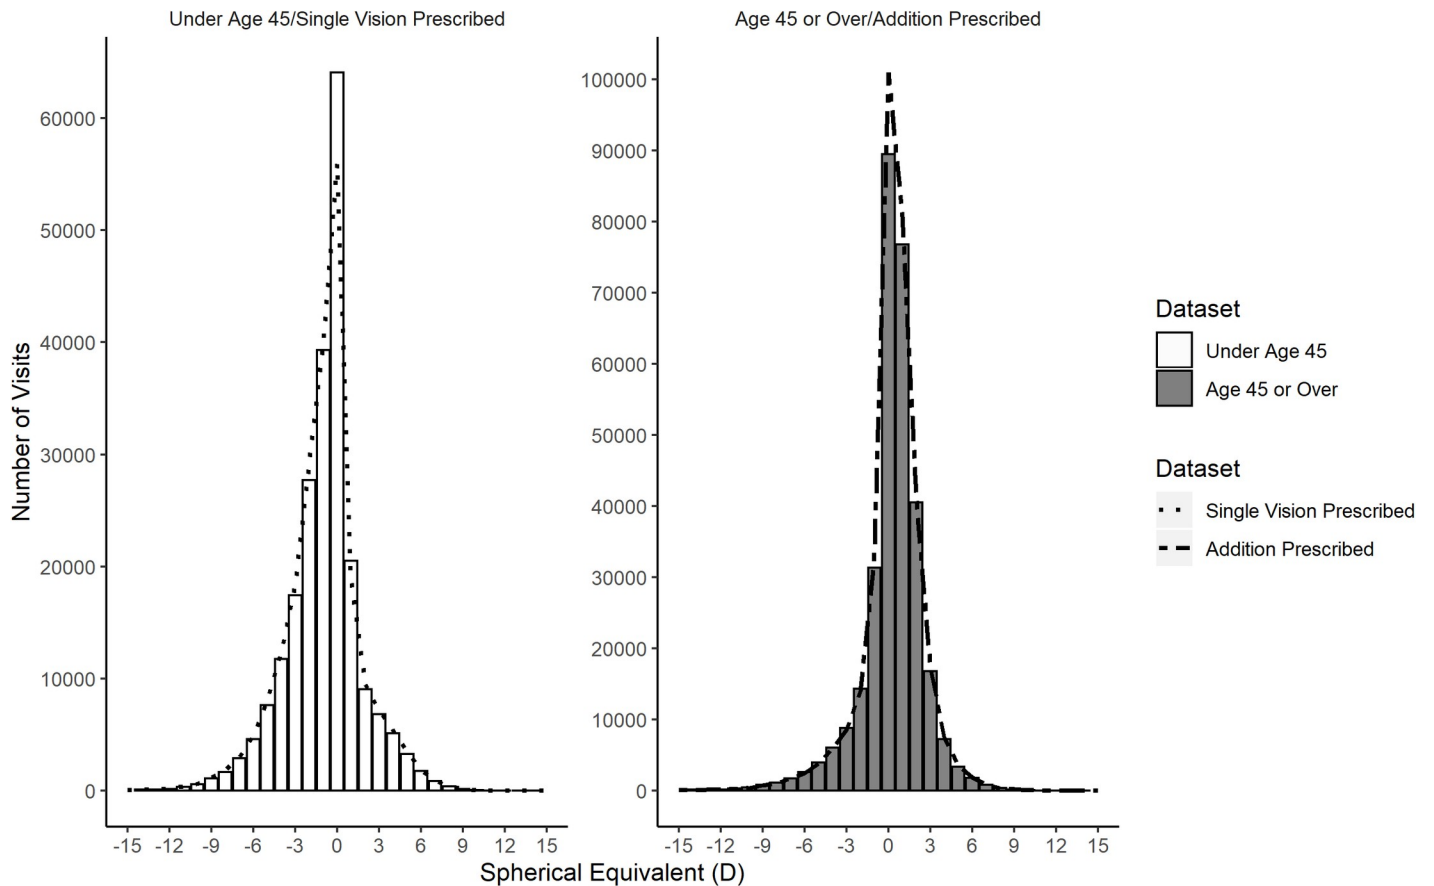 Under Age 45/Single Vision Prescribed
Age 45 or Over/Addition Prescribed
Number of Visits
60000
50000
40000
30000
20000
10000
0
-15 -12 -9 -6 -3 0 3 6 9 12 15
100000
90000
80000
70000
60000
50000
40000
30000
20000
10000
0
-15 -12 -9 -6 -3 0 3 6 9 12 15
Spherical Equivalent (D)
Dataset
Under Age 45
Age 45 or Over
Dataset
Single Vision Prescribed
Addition Prescribed